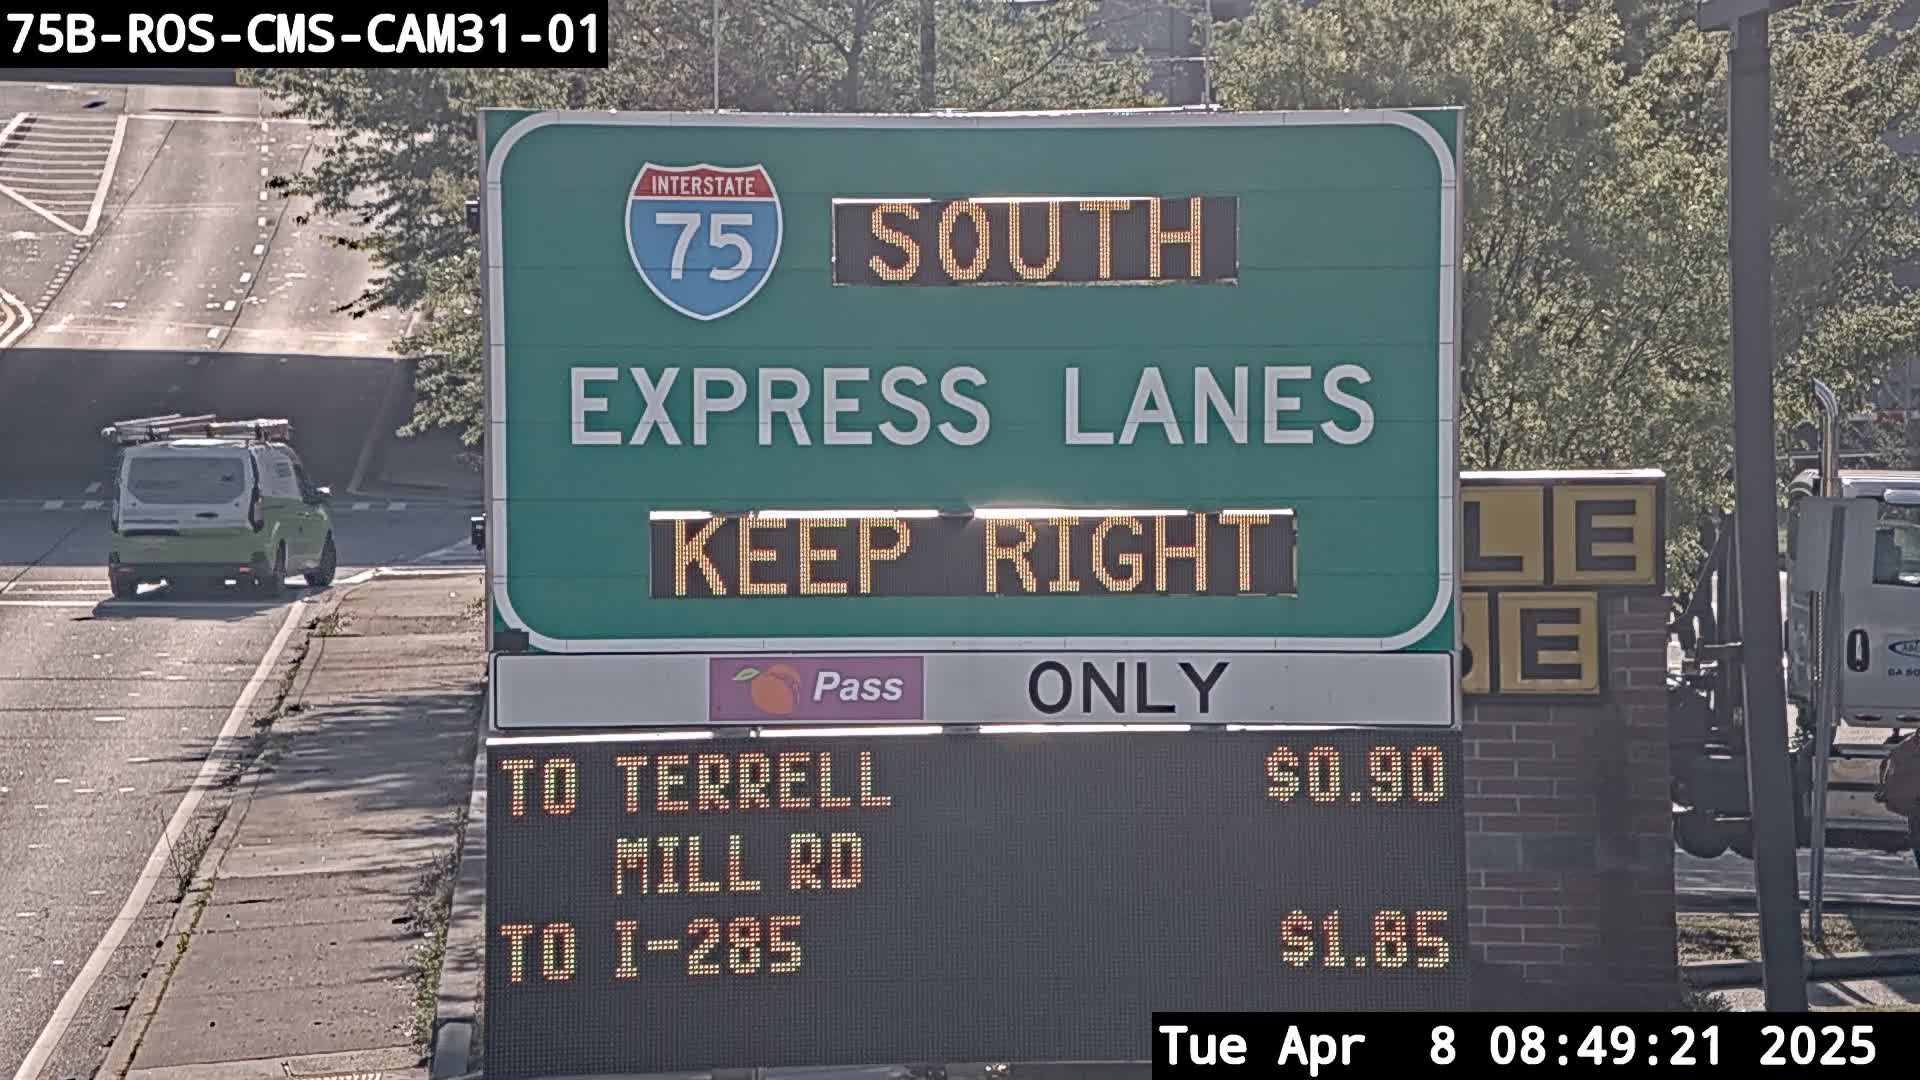 75B-ROS-CMS-CAM31-01
INTERSTATE
75
SOUTH
EXPRESS LANES
KEEP RIGHT
Pass ONLY
TO TERRELL $0.90
MILL RD
TO I-285 $1.85
LE
E
Tue Apr 8 08:49:21 2025